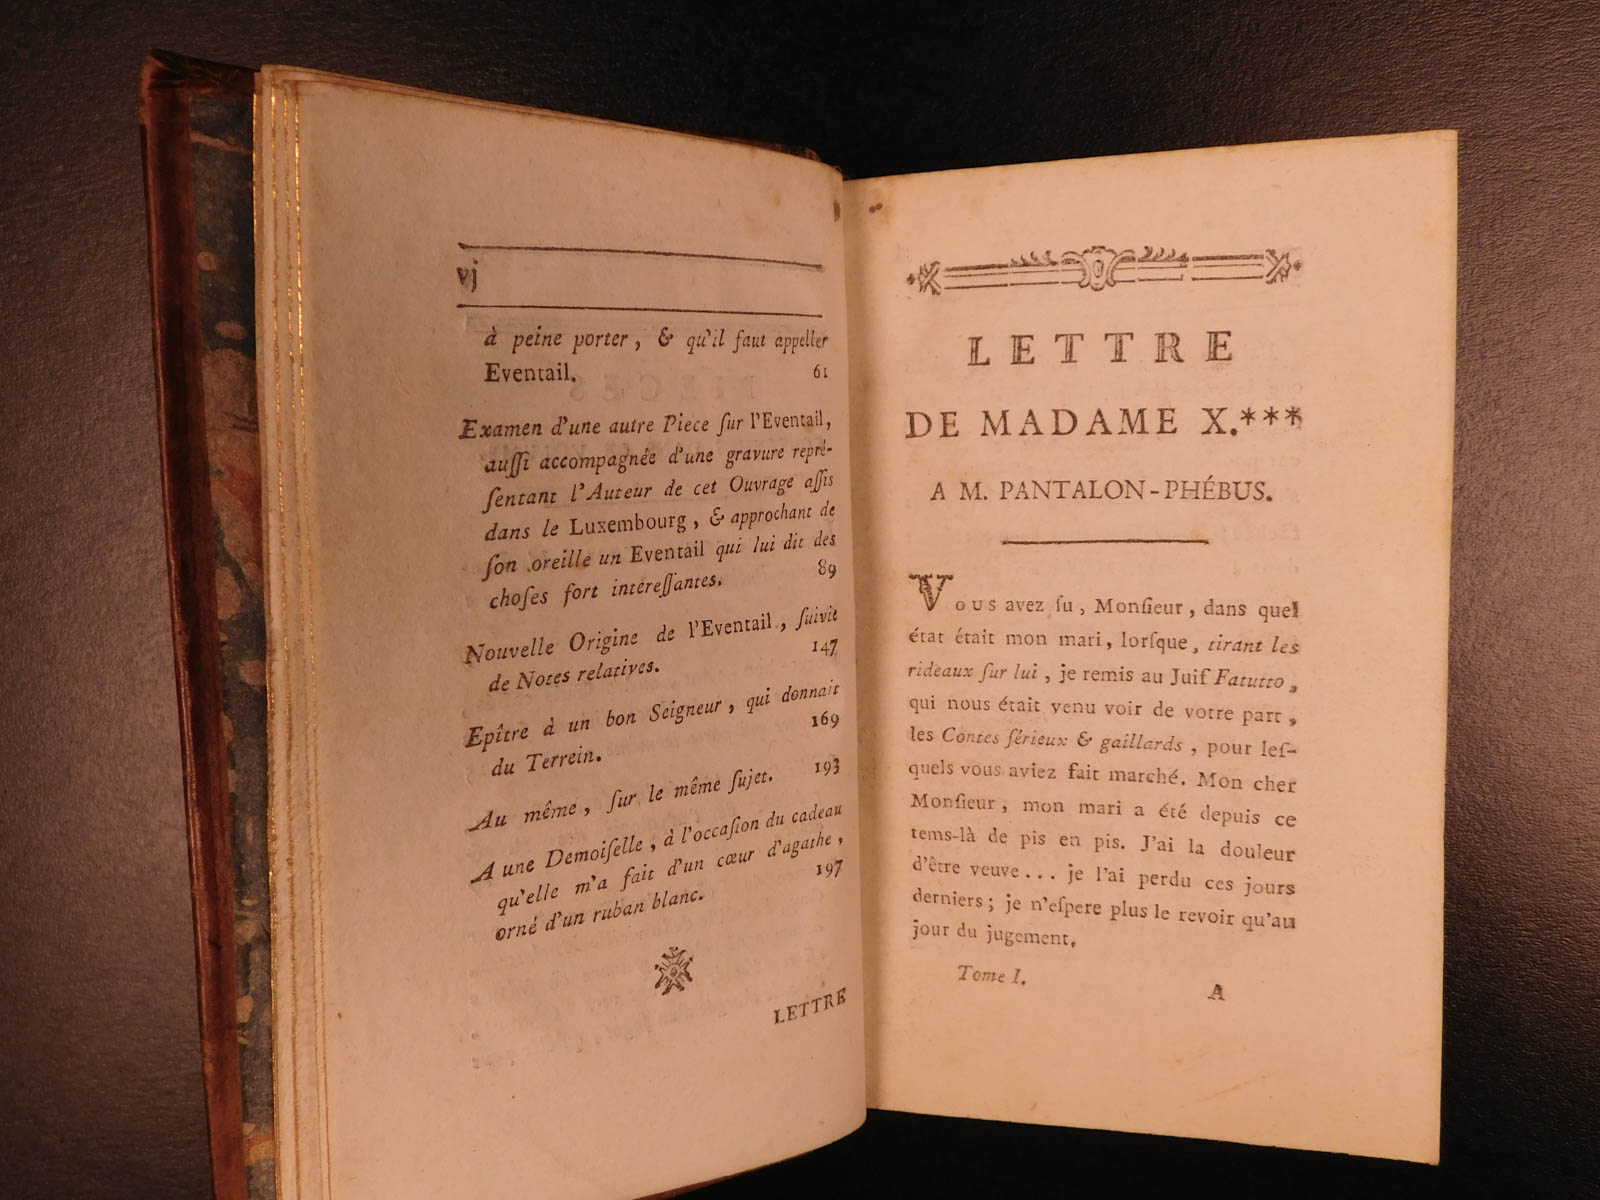 vj
à peine porter, & qu'il faut appeller
Eventail. 61
Examen d'une autre Piece ſur l'Eventail,
auſſi accompagnée d'une gravure repré-
ſentant l'Auteur de cet Ouvrage aſſis
dans le Luxembourg, & approchant de
ſon oreille un Eventail qui lui dit des
choſes fort intéreſſantes. 89
Nouvelle Origine de l'Eventail, ſuivie
de Notes relatives. 147
Epître à un bon Seigneur, qui donnait
du Terrein. 169
Au même, ſur le même ſujet. 193
A une Demoiſelle, à l'occaſion du cadeau
qu'elle m'a fait d'un cœur d'agathe,
orné d'un ruban blanc. 197
LETTRE
LETTRE
DE MADAME X.***
A M. PANTALON-PHÉBUS.
Vous avez ſu, Monſieur, dans quel
état était mon mari, lorſque, tirant les
rideaux ſur lui, je remis au Juif Fatutto,
qui nous était venu voir de votre part,
les Contes ſérieux & gaillards, pour leſ-
quels vous aviez fait marché. Mon cher
Monſieur, mon mari a été depuis ce
tems-là de pis en pis. J'ai la douleur
d'être veuve... je l'ai perdu ces jours
derniers; je n'eſpere plus le revoir qu'au
jour du jugement.
Tome I. A